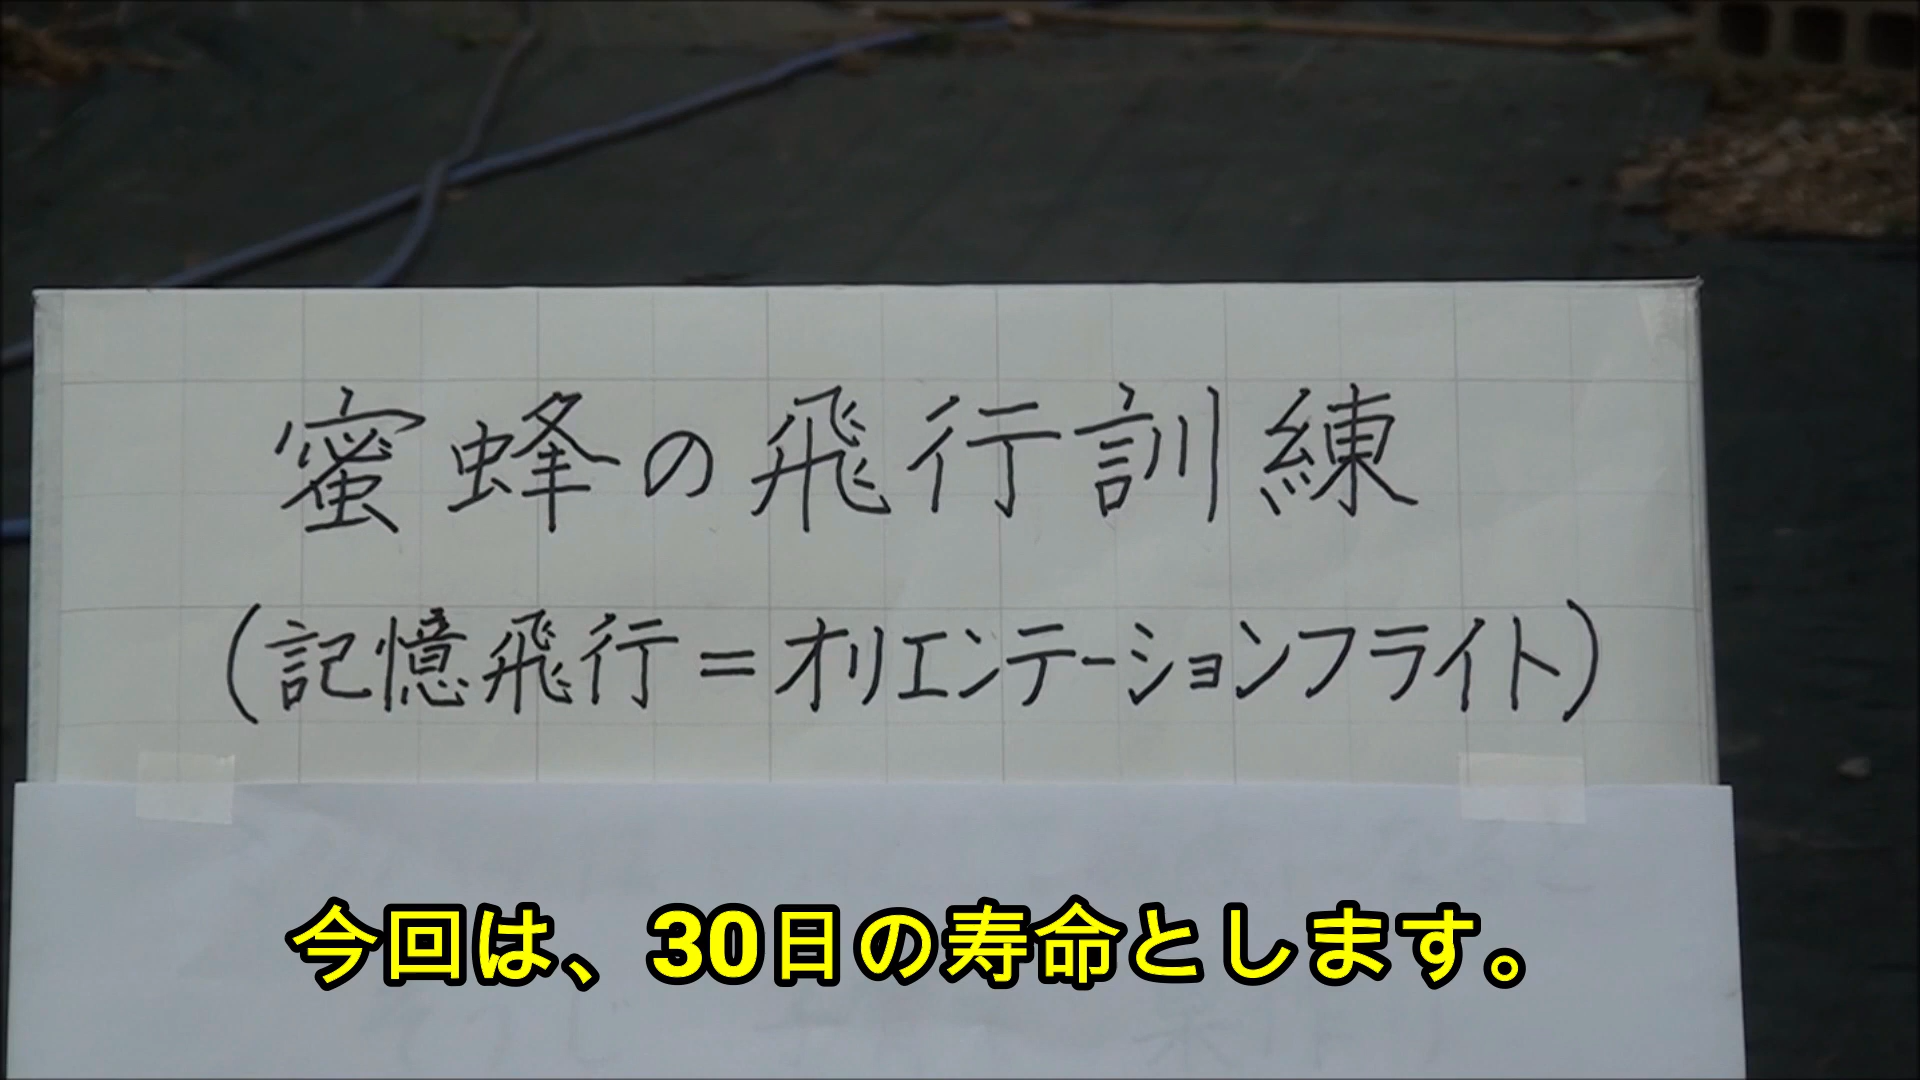 蜜蜂の飛行訓練
(記憶飛行=オリエンテーションフライト)
今回は、30日の寿命とします。